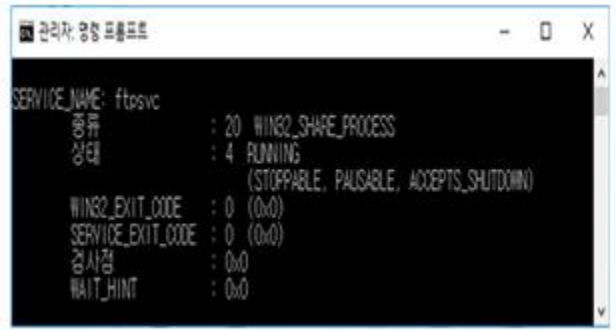 관리자: 명령 프롬프트
SERVICE_NAME: ftpsvc
종류 : 20 WIN32_SHARE_PROCESS
상태 : 4 RUNNING
(STOPPABLE, PAUSABLE, ACCEPTS_SHUTDOWN)
WIN32_EXIT_CODE : 0 (0x0)
SERVICE_EXIT_CODE : 0 (0x0)
검사점 : 0x0
WAIT_HINT : 0x0